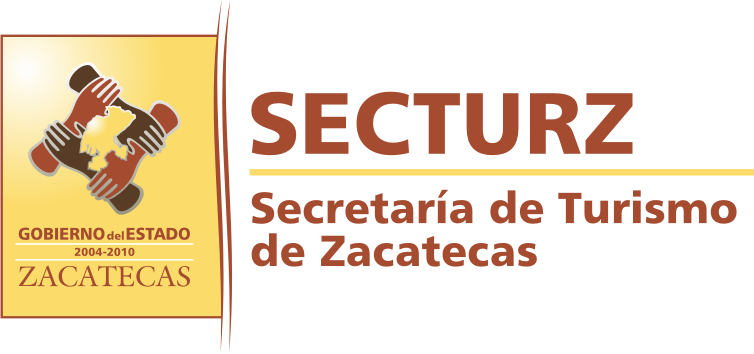 GOBIERNO del ESTADO
2004-2010
ZACATECAS
SECTURZ
Secretaría de Turismo
de Zacatecas